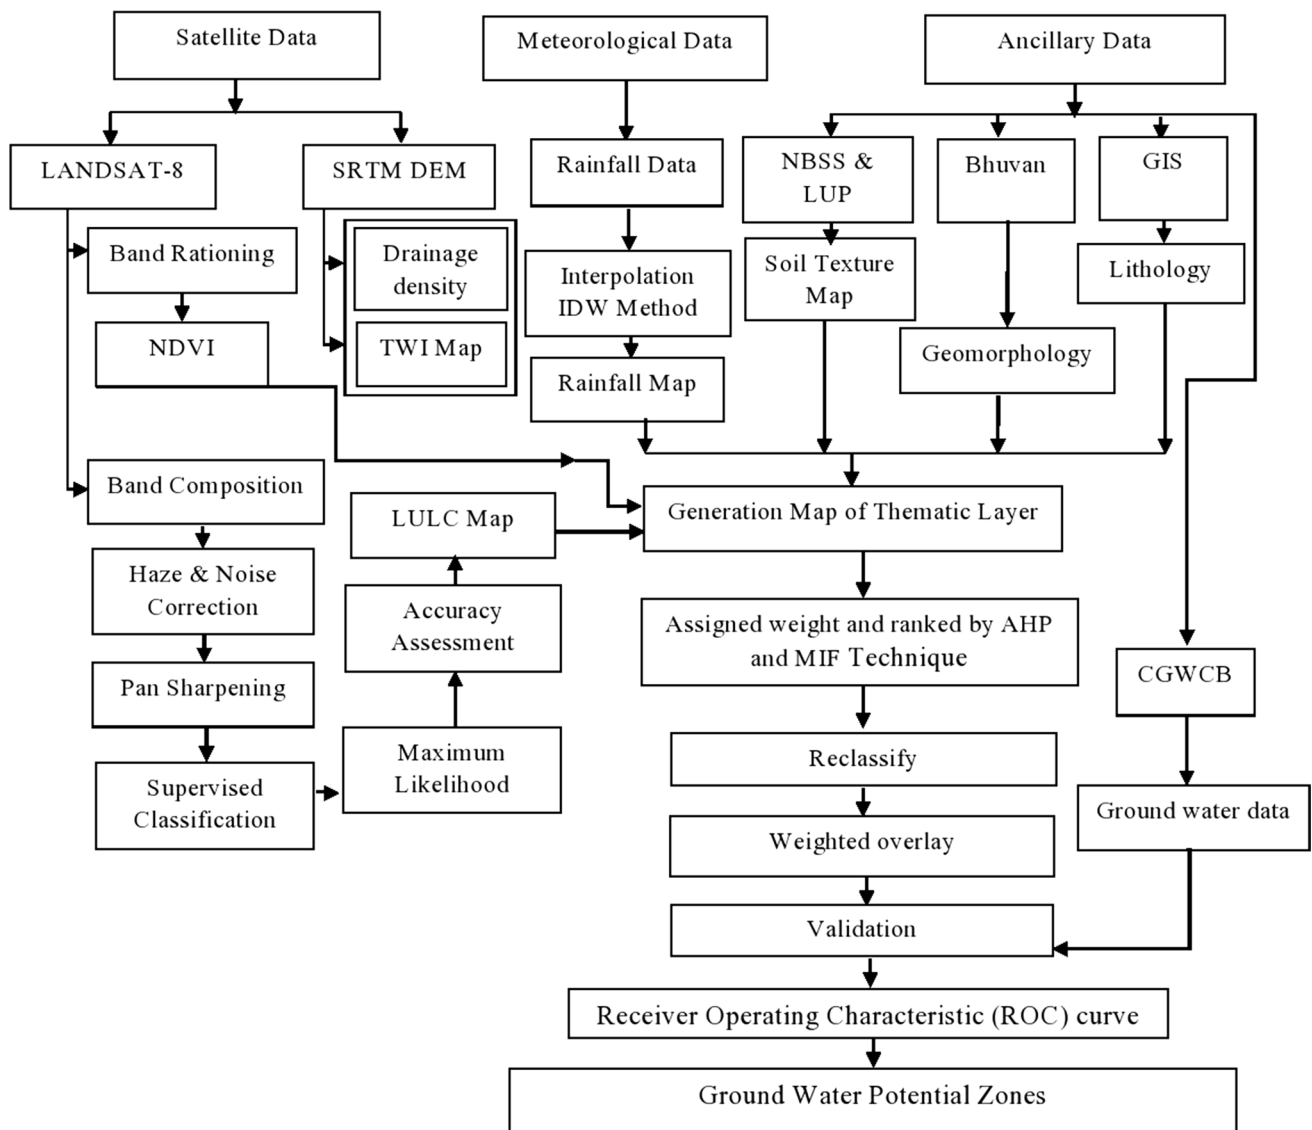 Satellite Data
Meteorological Data
Ancillary Data
LANDSAT-8
SRTM DEM
Rainfall Data
NBSS &
LUP
Bhuvan
GIS
Band Rationing
Drainage
density
Interpolation
IDW Method
Soil Texture
Map
Lithology
NDVI
TWI Map
Rainfall Map
Geomorphology
Band Composition
LULC Map
Generation Map of Thematic Layer
Haze & Noise
Correction
Accuracy
Assessment
Assigned weight and ranked by AHP
and MIF Technique
CGWCB
Pan Sharpening
Maximum
Likelihood
Reclassify
Supervised
Classification
Ground water data
Weighted overlay
Validation
Receiver Operating Characteristic (ROC) curve
Ground Water Potential Zones